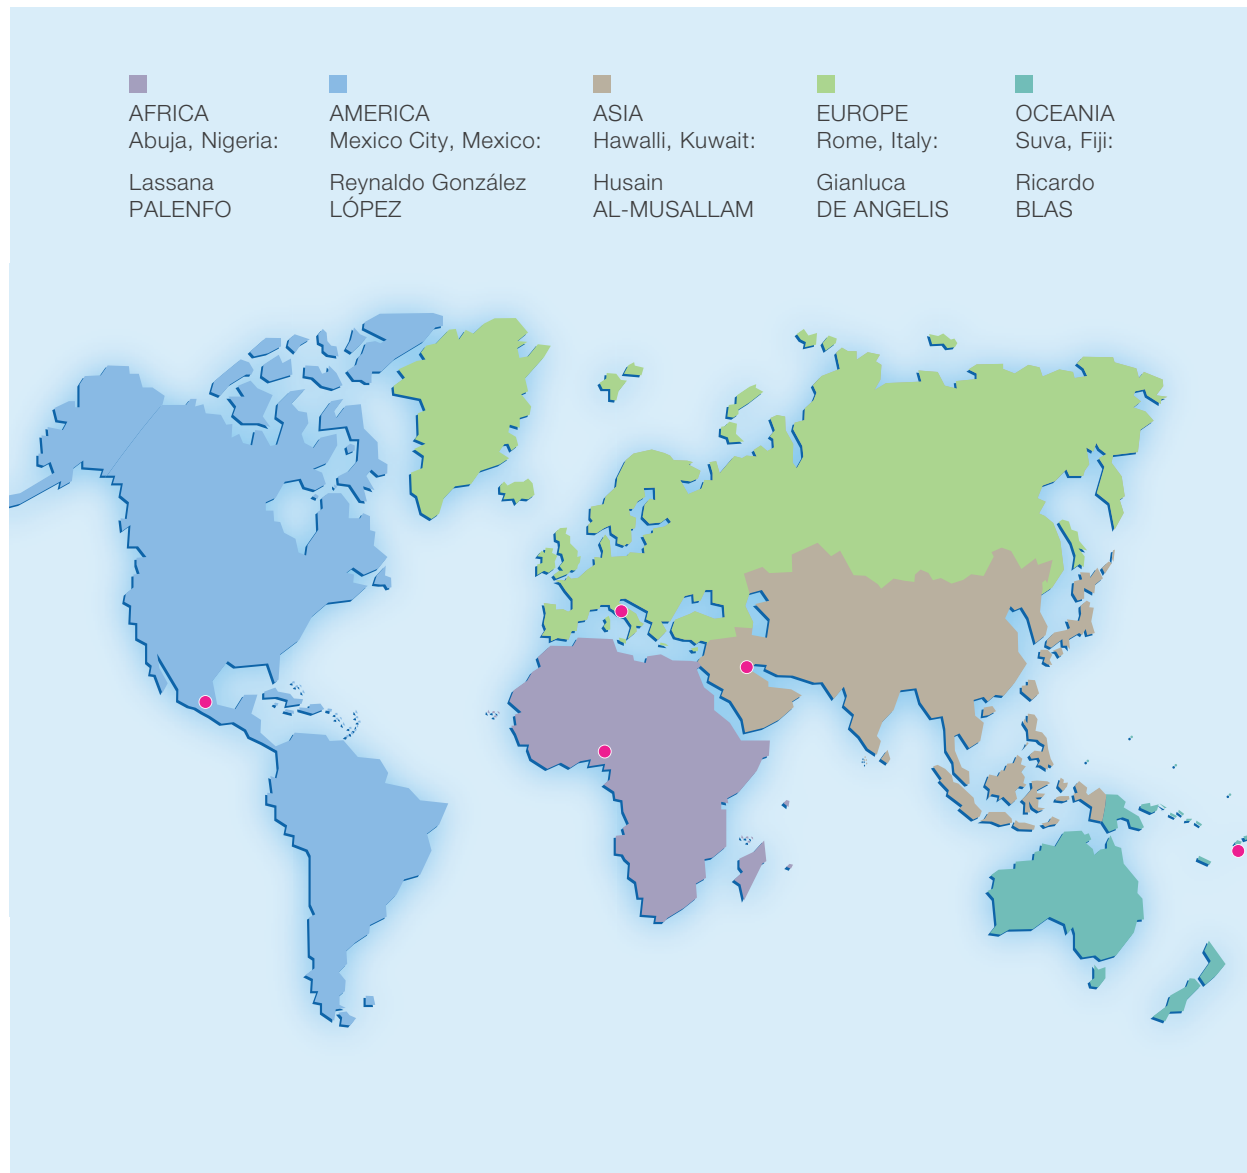 AFRICA
Abuja, Nigeria:
Lassana
PALENFO
AMERICA
Mexico City, Mexico:
Reynaldo González
LÓPEZ
ASIA
Hawalli, Kuwait:
Husain
AL-MUSALLAM
EUROPE
Rome, Italy:
Gianluca
DE ANGELIS
OCEANIA
Suva, Fiji:
Ricardo
BLAS